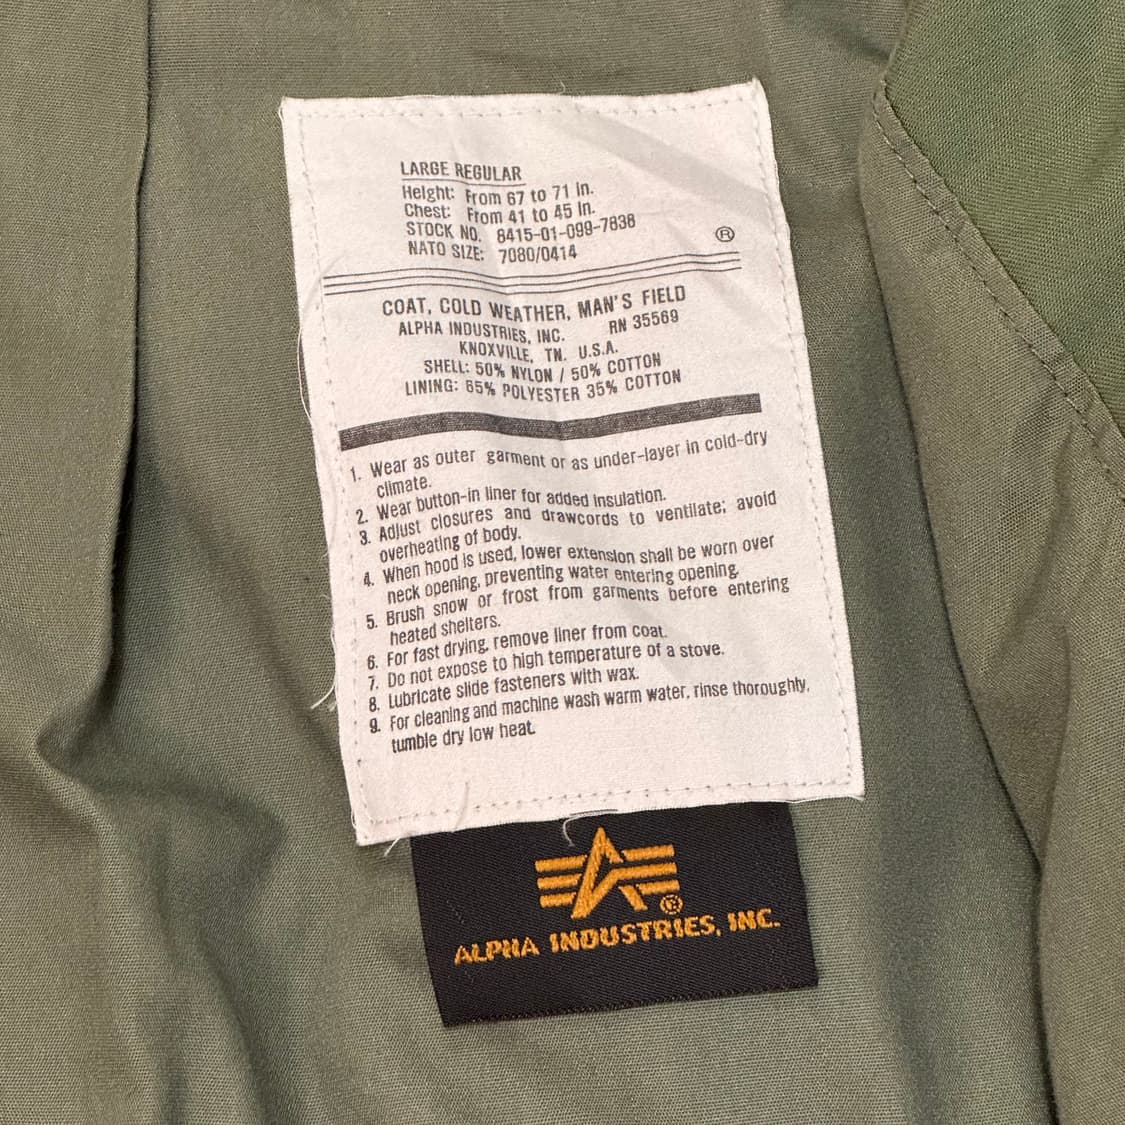 LARGE REGULAR
Height: From 67 to 71 In.
Chest: From 41 to 45 In.
STOCK NO. 8415-01-099-7838
NATO SIZE: 7080/0414
®
COAT, COLD WEATHER, MAN'S FIELD
ALPHA INDUSTRIES, INC. RN 35569
KNOXVILLE, TN. U.S.A.
SHELL: 50% NYLON / 50% COTTON
LINING: 65% POLYESTER 35% COTTON
1. Wear as outer garment or as under-layer in cold-dry
climate.
2. Wear button-in liner for added insulation.
3. Adjust closures and drawcords to ventilate; avoid
overheating of body.
4. When hood is used, lower extension shall be worn over
neck opening, preventing water entering opening.
5. Brush snow or frost from garments before entering
heated shelters.
6. For fast drying, remove liner from coat.
7. Do not expose to high temperature of a stove.
8. Lubricate slide fasteners with wax.
9. For cleaning and machine wash warm water, rinse thoroughly,
tumble dry low heat.
®
ALPHA INDUSTRIES, INC.